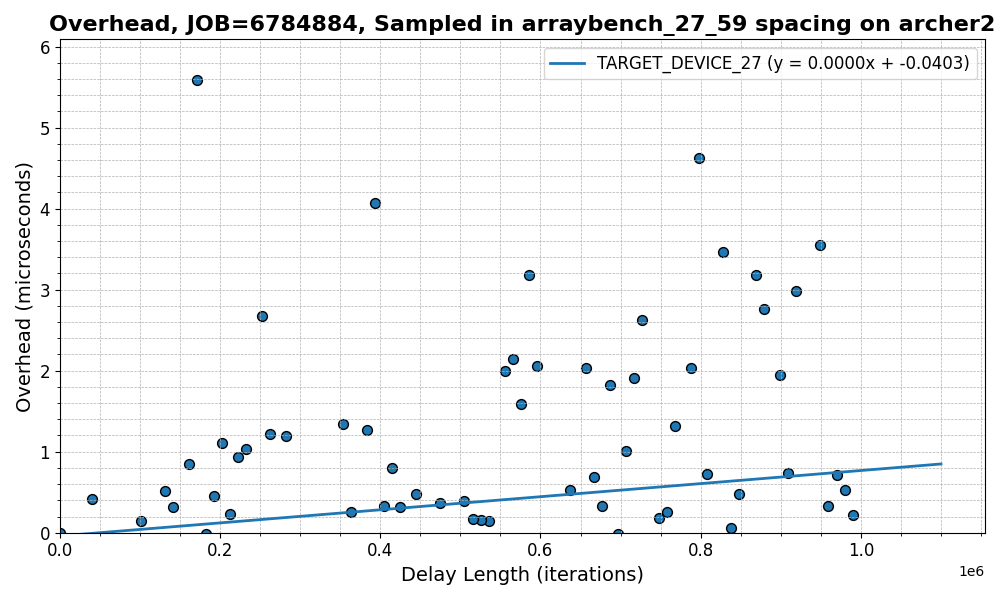 Overhead, JOB=6784884, Sampled in arraybench_27_59 spacing on archer2
TARGET_DEVICE_27 (y = 0.0000x + -0.0403)
Overhead (microseconds)
6
5
4
3
2
1
0
0.0 0.2 0.4 0.6 0.8 1.0
1e6
Delay Length (iterations)